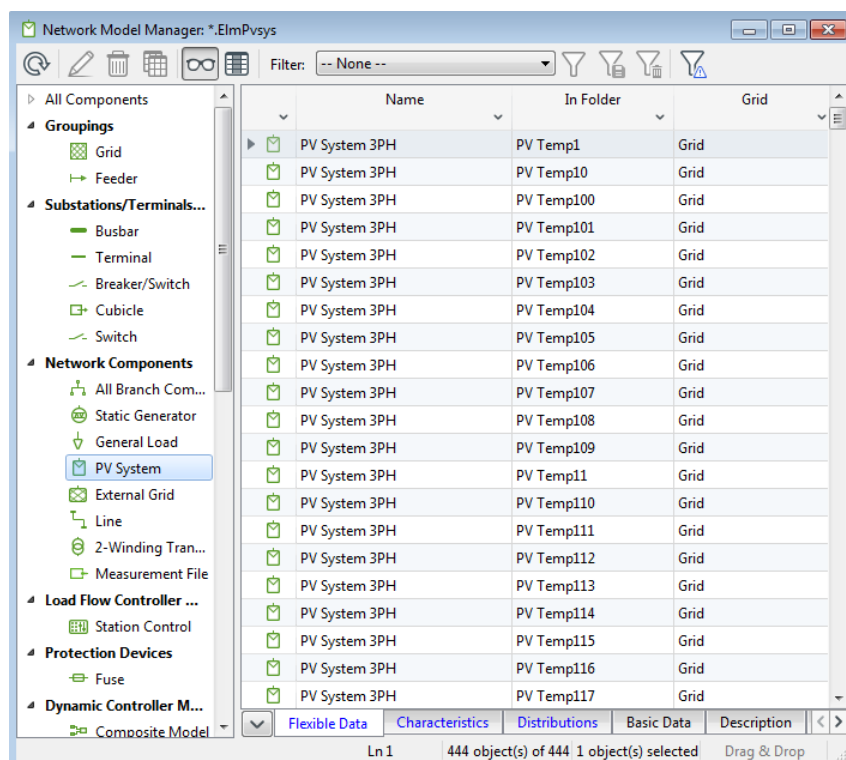 Network Model Manager: *.ElmPvsys
Filter: -- None --
All Components
Groupings
Grid
Feeder
Substations/Terminals...
Busbar
Terminal
Breaker/Switch
Cubicle
Switch
Network Components
All Branch Com...
Static Generator
General Load
PV System
External Grid
Line
2-Winding Tran...
Measurement File
Load Flow Controller ...
Station Control
Protection Devices
Fuse
Dynamic Controller M...
Composite Model
Name In Folder Grid
PV System 3PH PV Temp1 Grid
PV System 3PH PV Temp10 Grid
PV System 3PH PV Temp100 Grid
PV System 3PH PV Temp101 Grid
PV System 3PH PV Temp102 Grid
PV System 3PH PV Temp103 Grid
PV System 3PH PV Temp104 Grid
PV System 3PH PV Temp105 Grid
PV System 3PH PV Temp106 Grid
PV System 3PH PV Temp107 Grid
PV System 3PH PV Temp108 Grid
PV System 3PH PV Temp109 Grid
PV System 3PH PV Temp11 Grid
PV System 3PH PV Temp110 Grid
PV System 3PH PV Temp111 Grid
PV System 3PH PV Temp112 Grid
PV System 3PH PV Temp113 Grid
PV System 3PH PV Temp114 Grid
PV System 3PH PV Temp115 Grid
PV System 3PH PV Temp116 Grid
PV System 3PH PV Temp117 Grid
Flexible Data Characteristics Distributions Basic Data Description
Ln 1 444 object(s) of 444 1 object(s) selected Drag & Drop